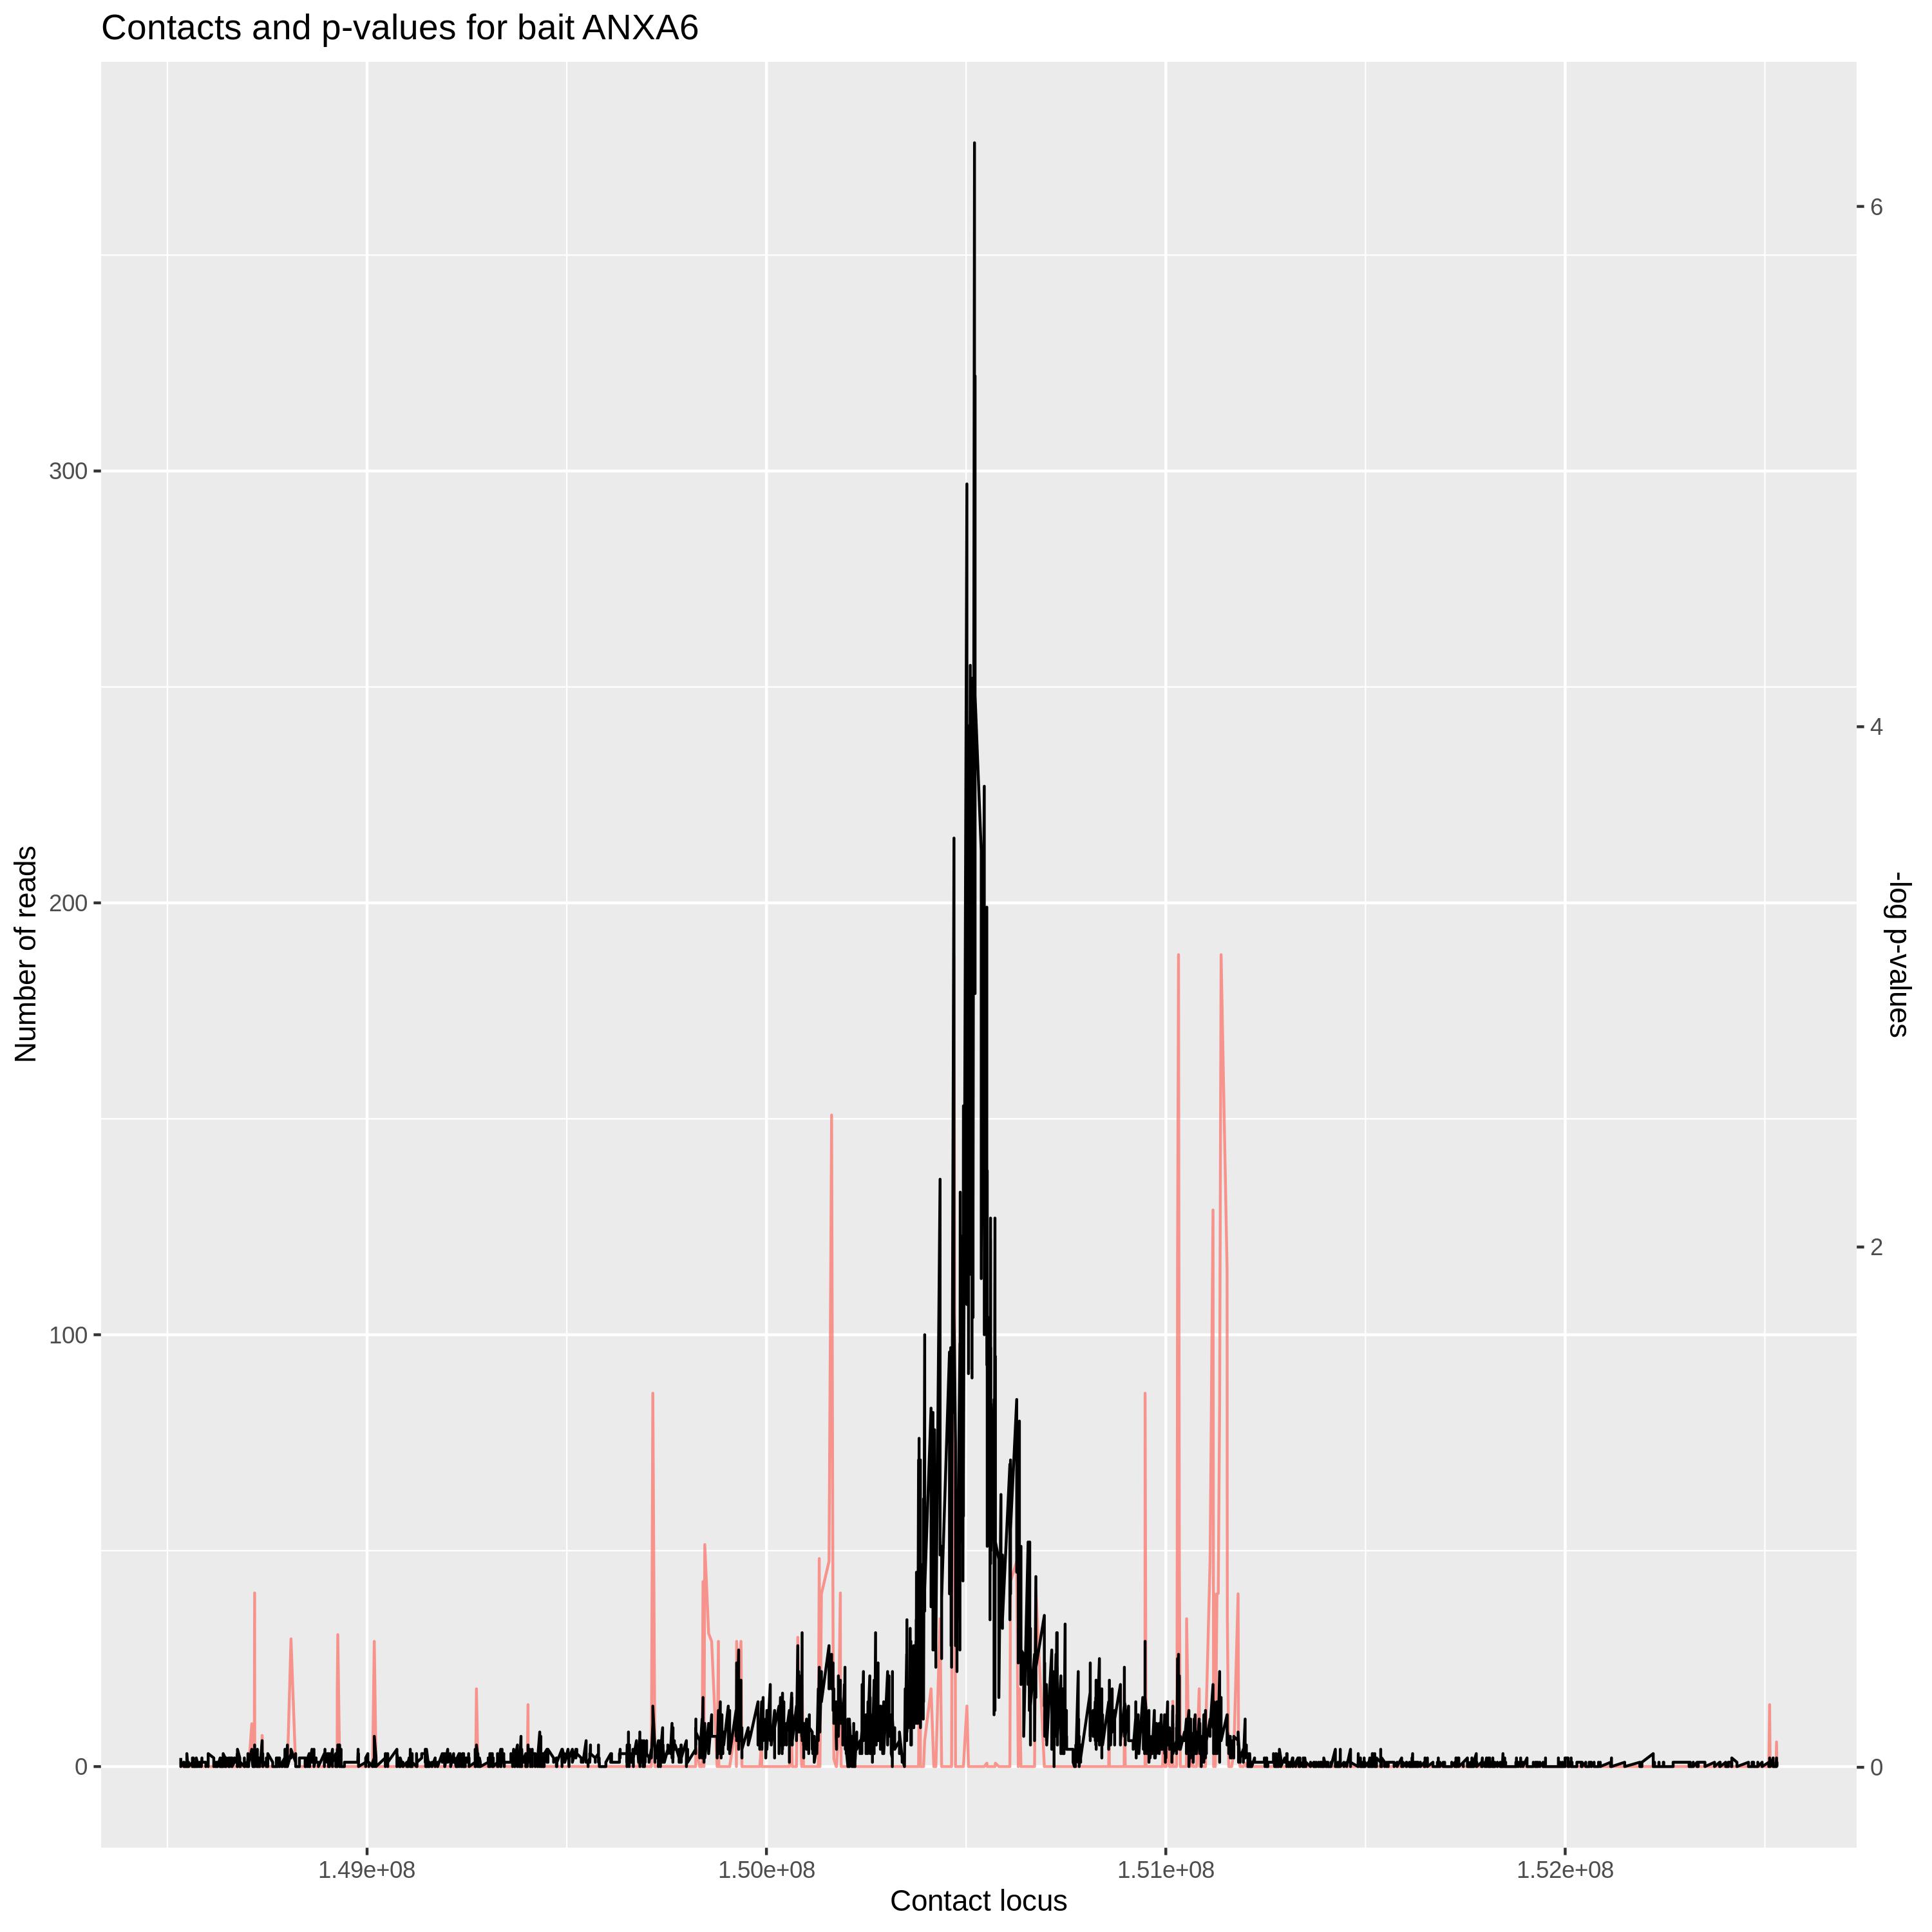 Contacts and p-values for bait ANXA6
Number of reads
300
200
100
0
6
4
2
0
-log p-values
1.49e+08
1.50e+08
1.51e+08
1.52e+08
Contact locus